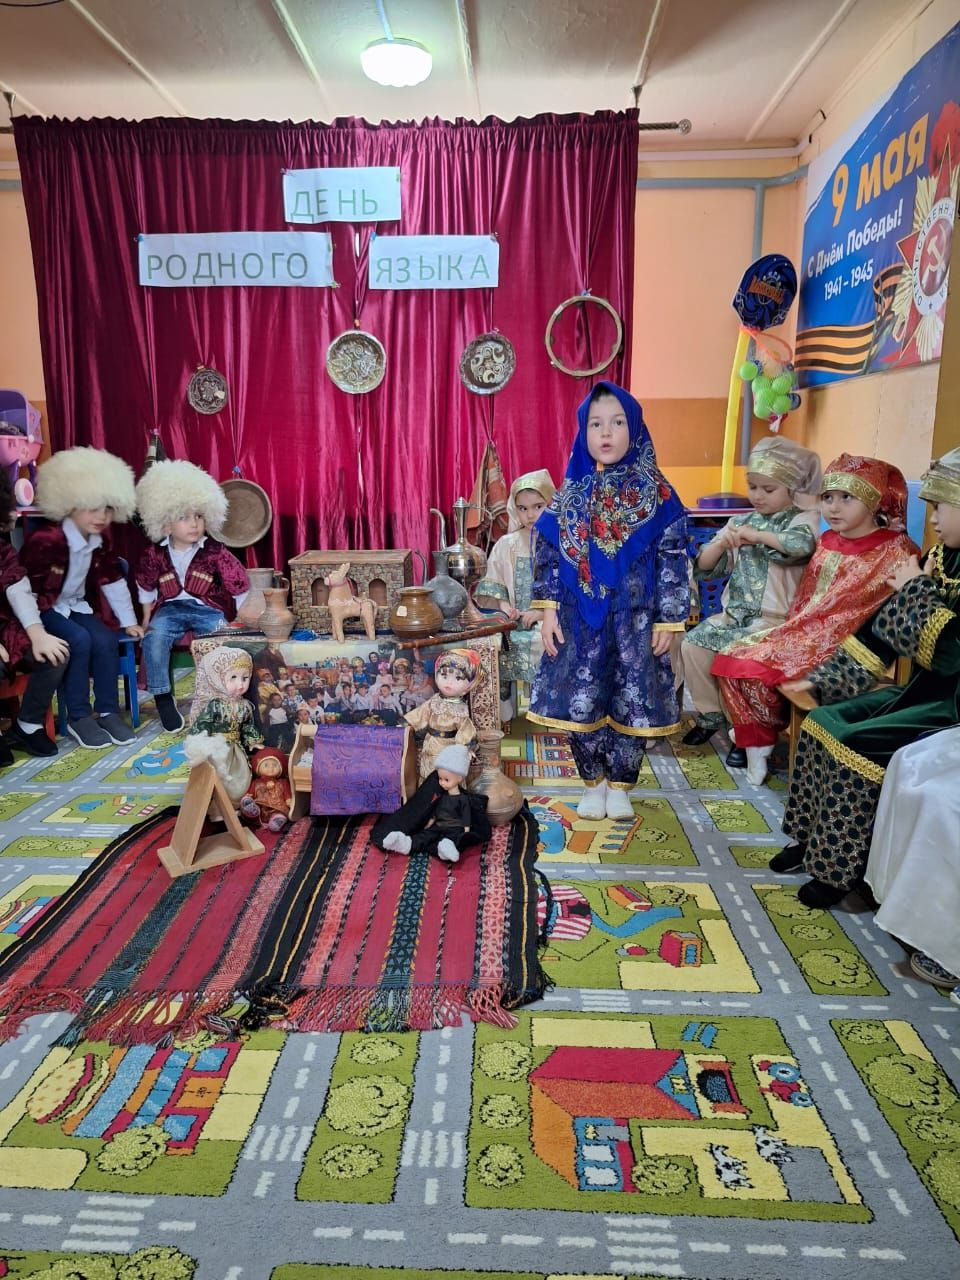 ДЕНЬ
РОДНОГО ЯЗЫКА
9 мая
С Днём Победы!
1941 - 1945